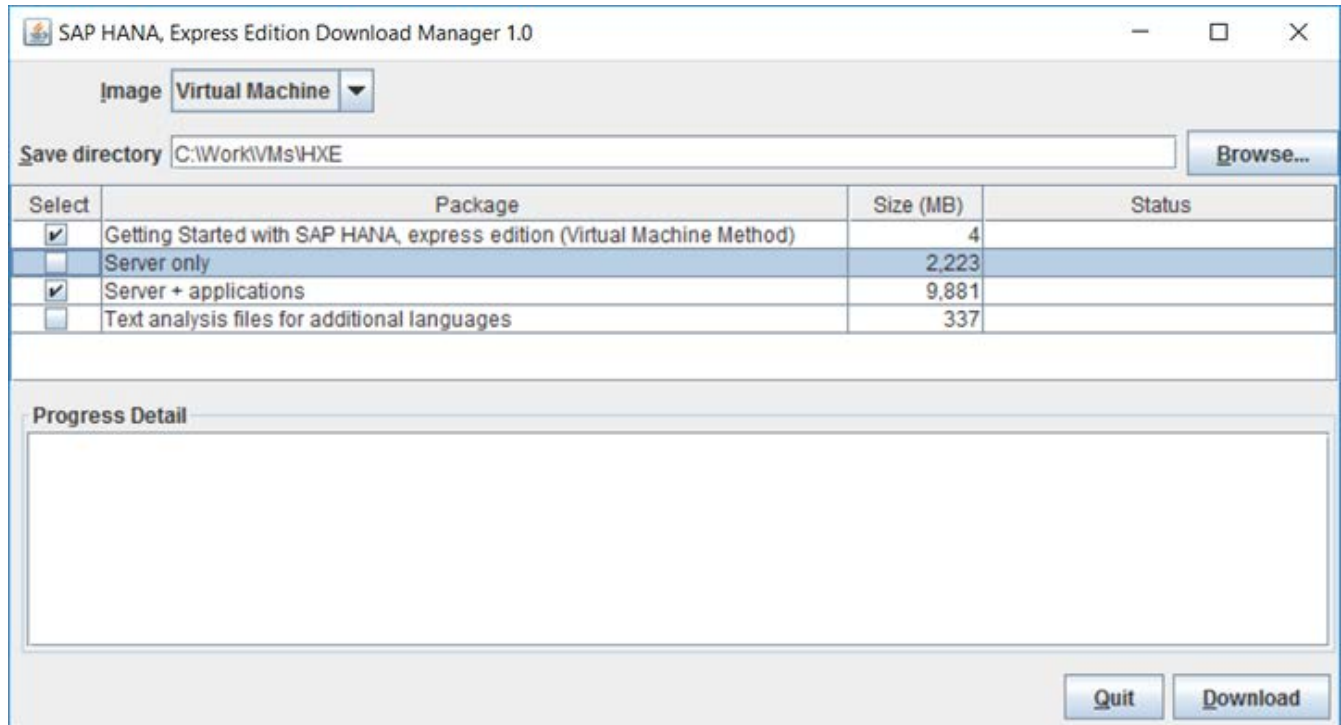 SAP HANA, Express Edition Download Manager 1.0
Image Virtual Machine
Save directory C:\Work\VMs\HXE Browse...
Select Package Size (MB) Status
Getting Started with SAP HANA, express edition (Virtual Machine Method) 4
Server only 2,223
Server + applications 9,881
Text analysis files for additional languages 337
Progress Detail
Quit Download